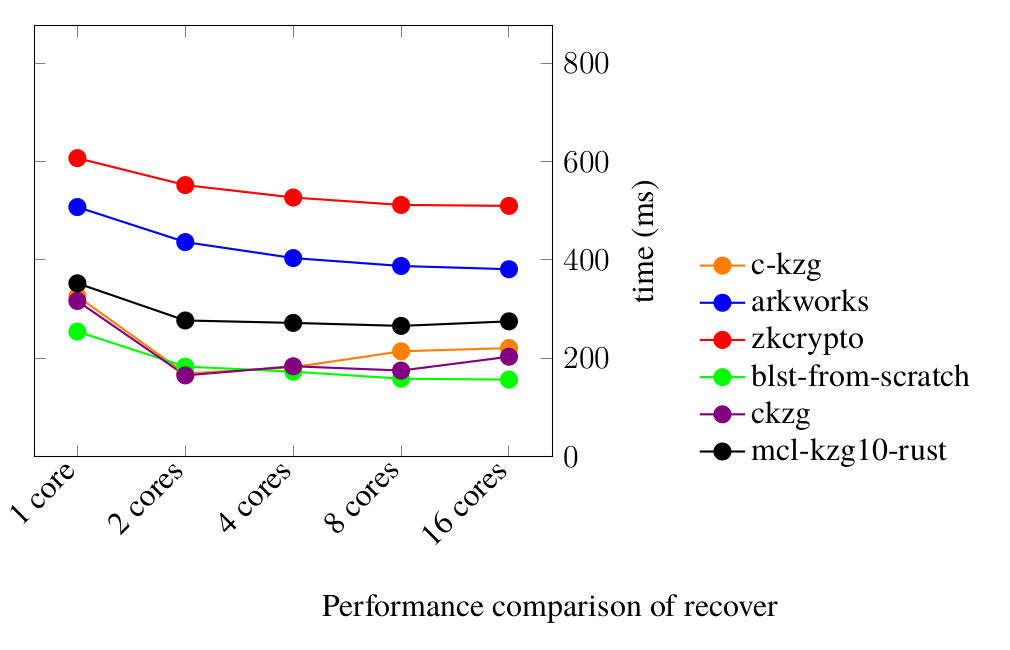 800
600
400
200
0
time (ms)
1 core
2 cores
4 cores
8 cores
16 cores
c-kzg
arkworks
zkcrypto
blst-from-scratch
ckzg
mcl-kzg10-rust
Performance comparison of recover